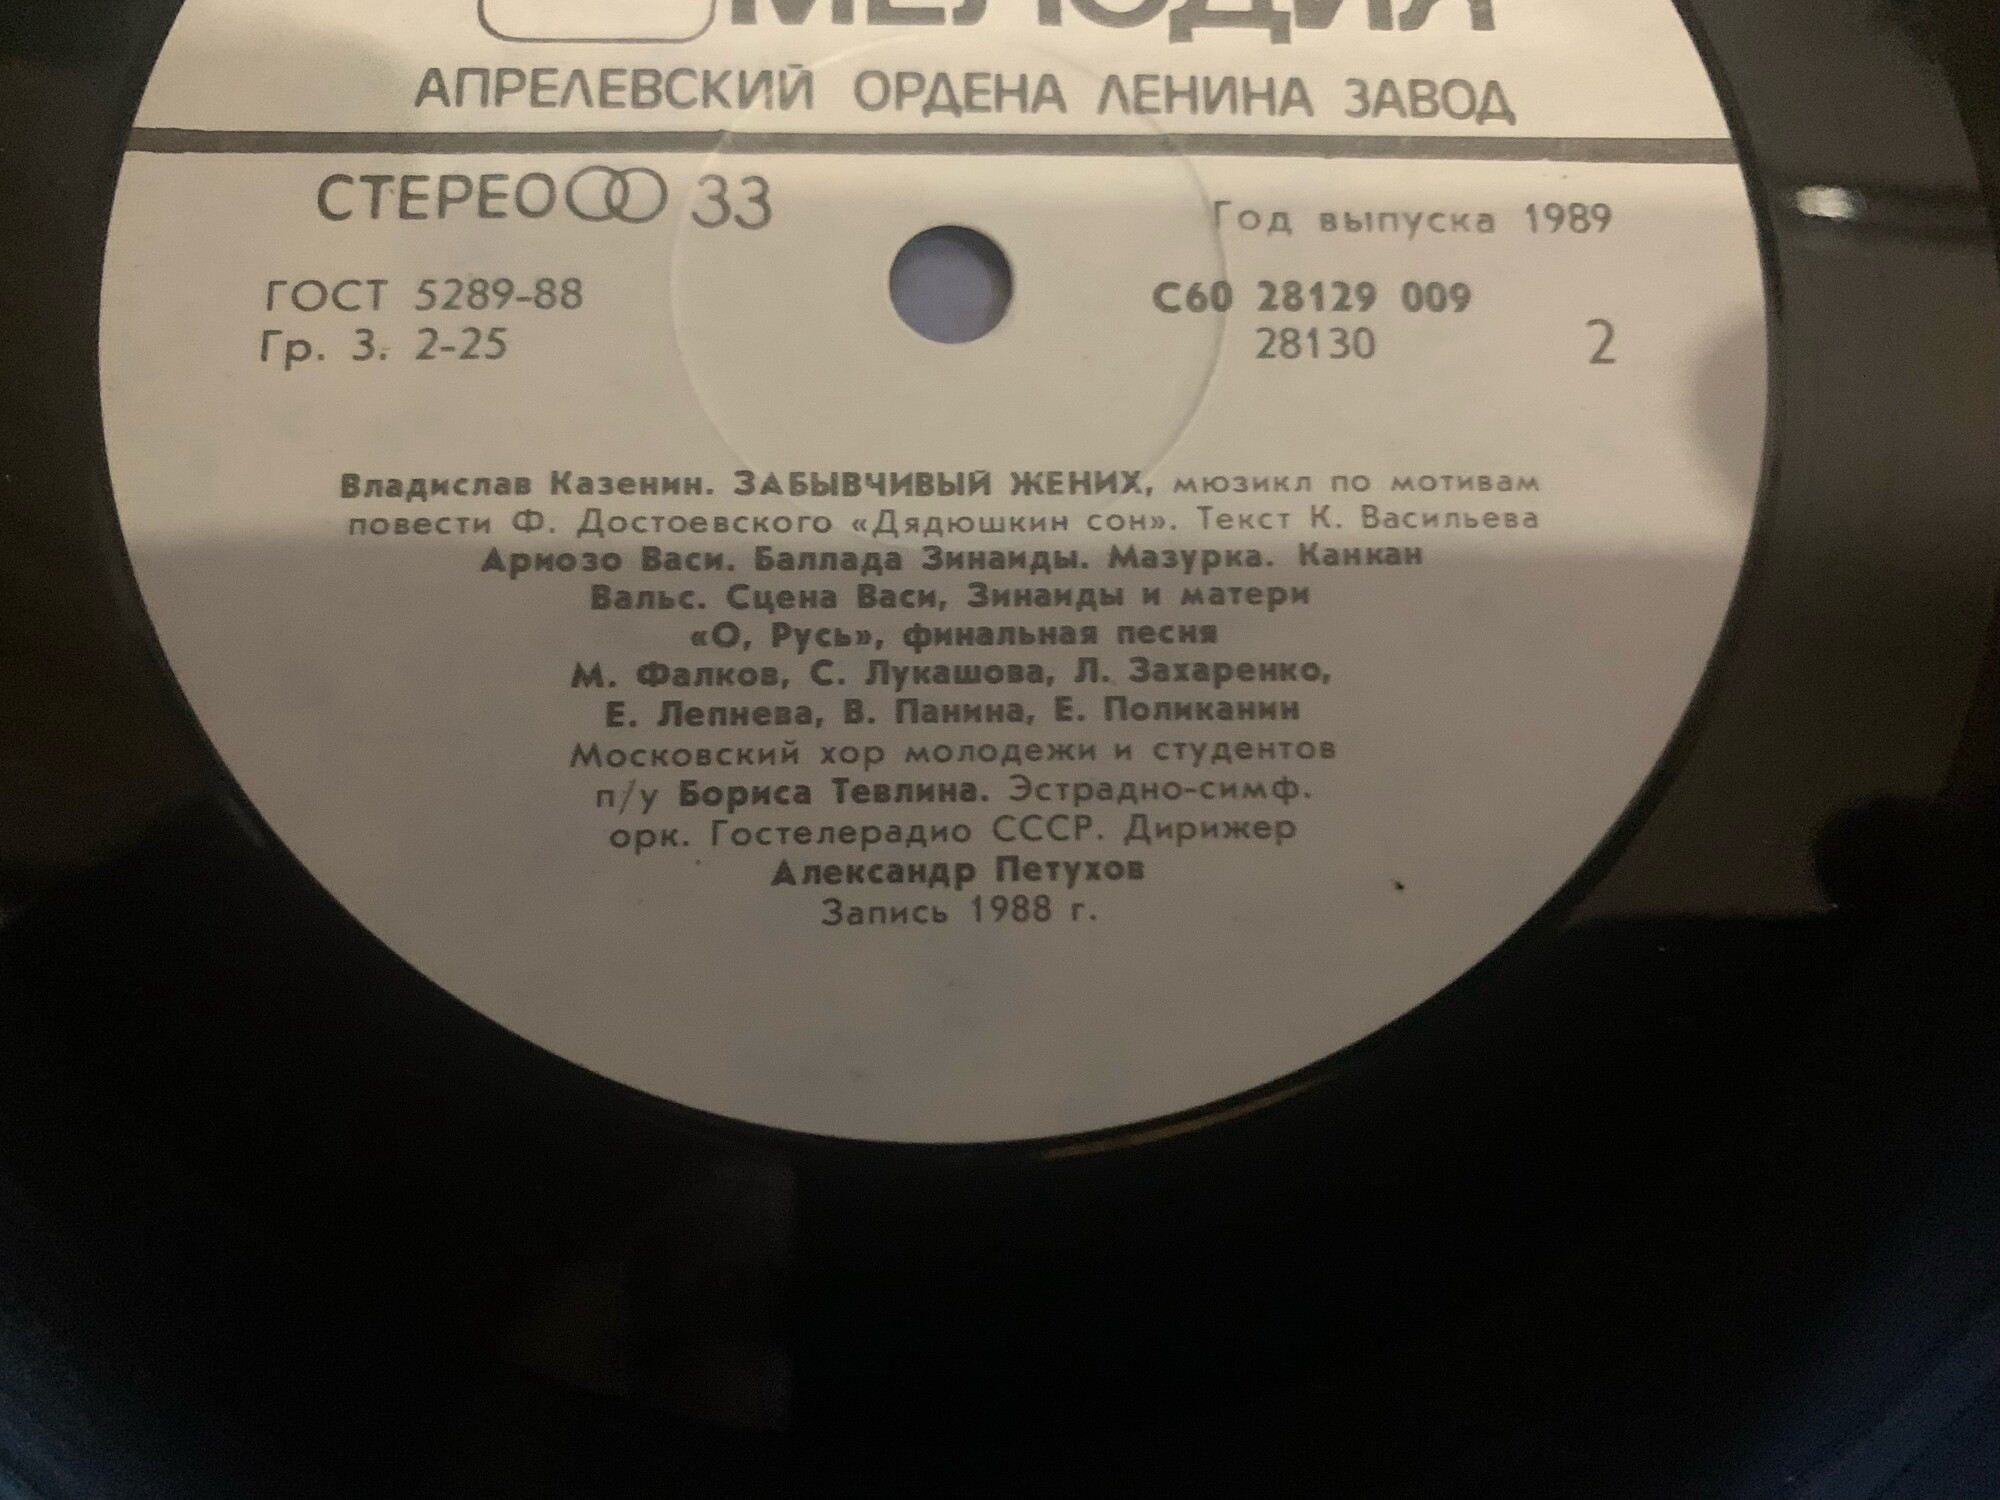 МЕЛОДИЯ
АПРЕЛЕВСКИЙ ОРДЕНА ЛЕНИНА ЗАВОД
СТЕРЕО 33
Год выпуска 1989
ГОСТ 5289-88
С60 28129 009
Гр. 3. 2-25
28130
2
Владислав Казенин. ЗАБЫВЧИВЫЙ ЖЕНИХ, мюзикл по мотивам
повести Ф. Достоевского «Дядюшкин сон». Текст К. Васильева
Ариозо Васи. Баллада Зинаиды. Мазурка. Канкан
Вальс. Сцена Васи, Зинаиды и матери
«О, Русь», финальная песня
М. Фалков, С. Лукашова, Л. Захаренко,
Е. Лепнева, В. Панина, Е. Поликанин
Московский хор молодежи и студентов
п/у Бориса Тевлина. Эстрадно-симф.
орк. Гостелерадио СССР. Дирижер
Александр Петухов
Запись 1988 г.